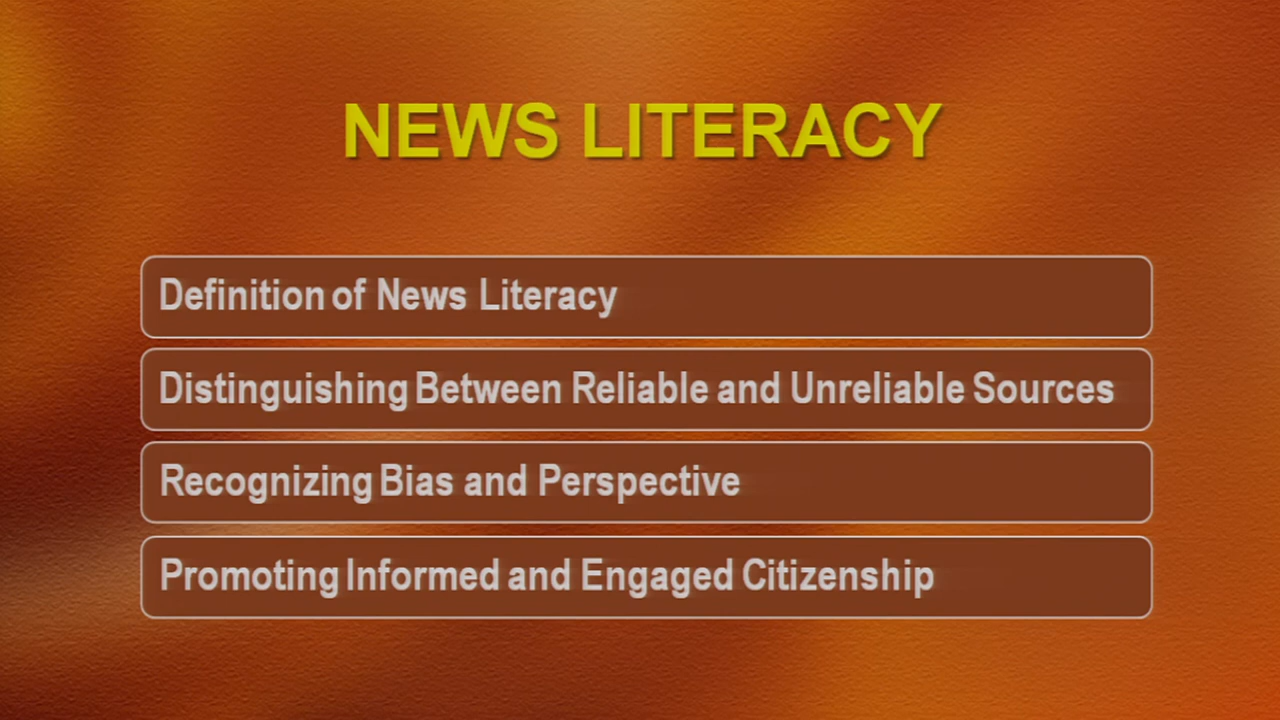 NEWS LITERACY
Definition of News Literacy
Distinguishing Between Reliable and Unreliable Sources
Recognizing Bias and Perspective
Promoting Informed and Engaged Citizenship